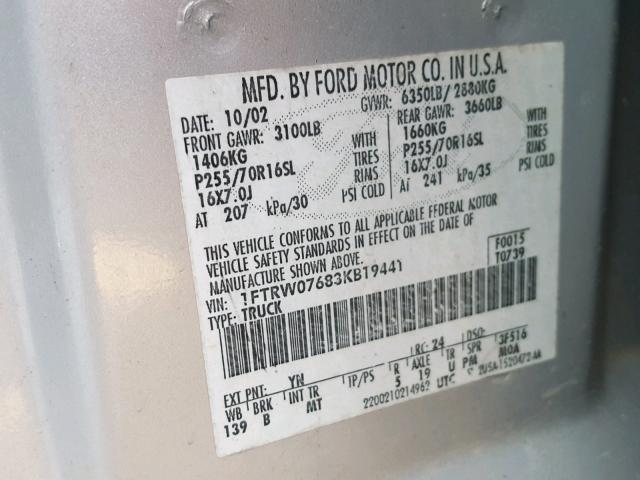 MFD. BY FORD MOTOR CO. IN U.S.A.
DATE: 10/02 GVWR: 6350LB/ 2880KG
FRONT GAWR: 3100LB REAR GAWR: 3660LB
1406KG WITH 1660KG WITH
P255/70R16SL TIRES P255/70R16SL TIRES
16X7.0J RIMS 16X7.0J RIMS
AT 207 kPa/30 PSI COLD AT 241 kPa/35 PSI COLD
THIS VEHICLE CONFORMS TO ALL APPLICABLE FEDERAL MOTOR
VEHICLE SAFETY STANDARDS IN EFFECT ON THE DATE OF
MANUFACTURE SHOWN ABOVE.
F0015
T0739
VIN: 1FTRW07683KB19441
TYPE: TRUCK
EXT PNT: YN RC: 24 DSO: 3F516
WB BRK INT TR TP/PS R AXLE TR SPR MOA
139 B MT 5 19 U PM
2200210214962 UTC